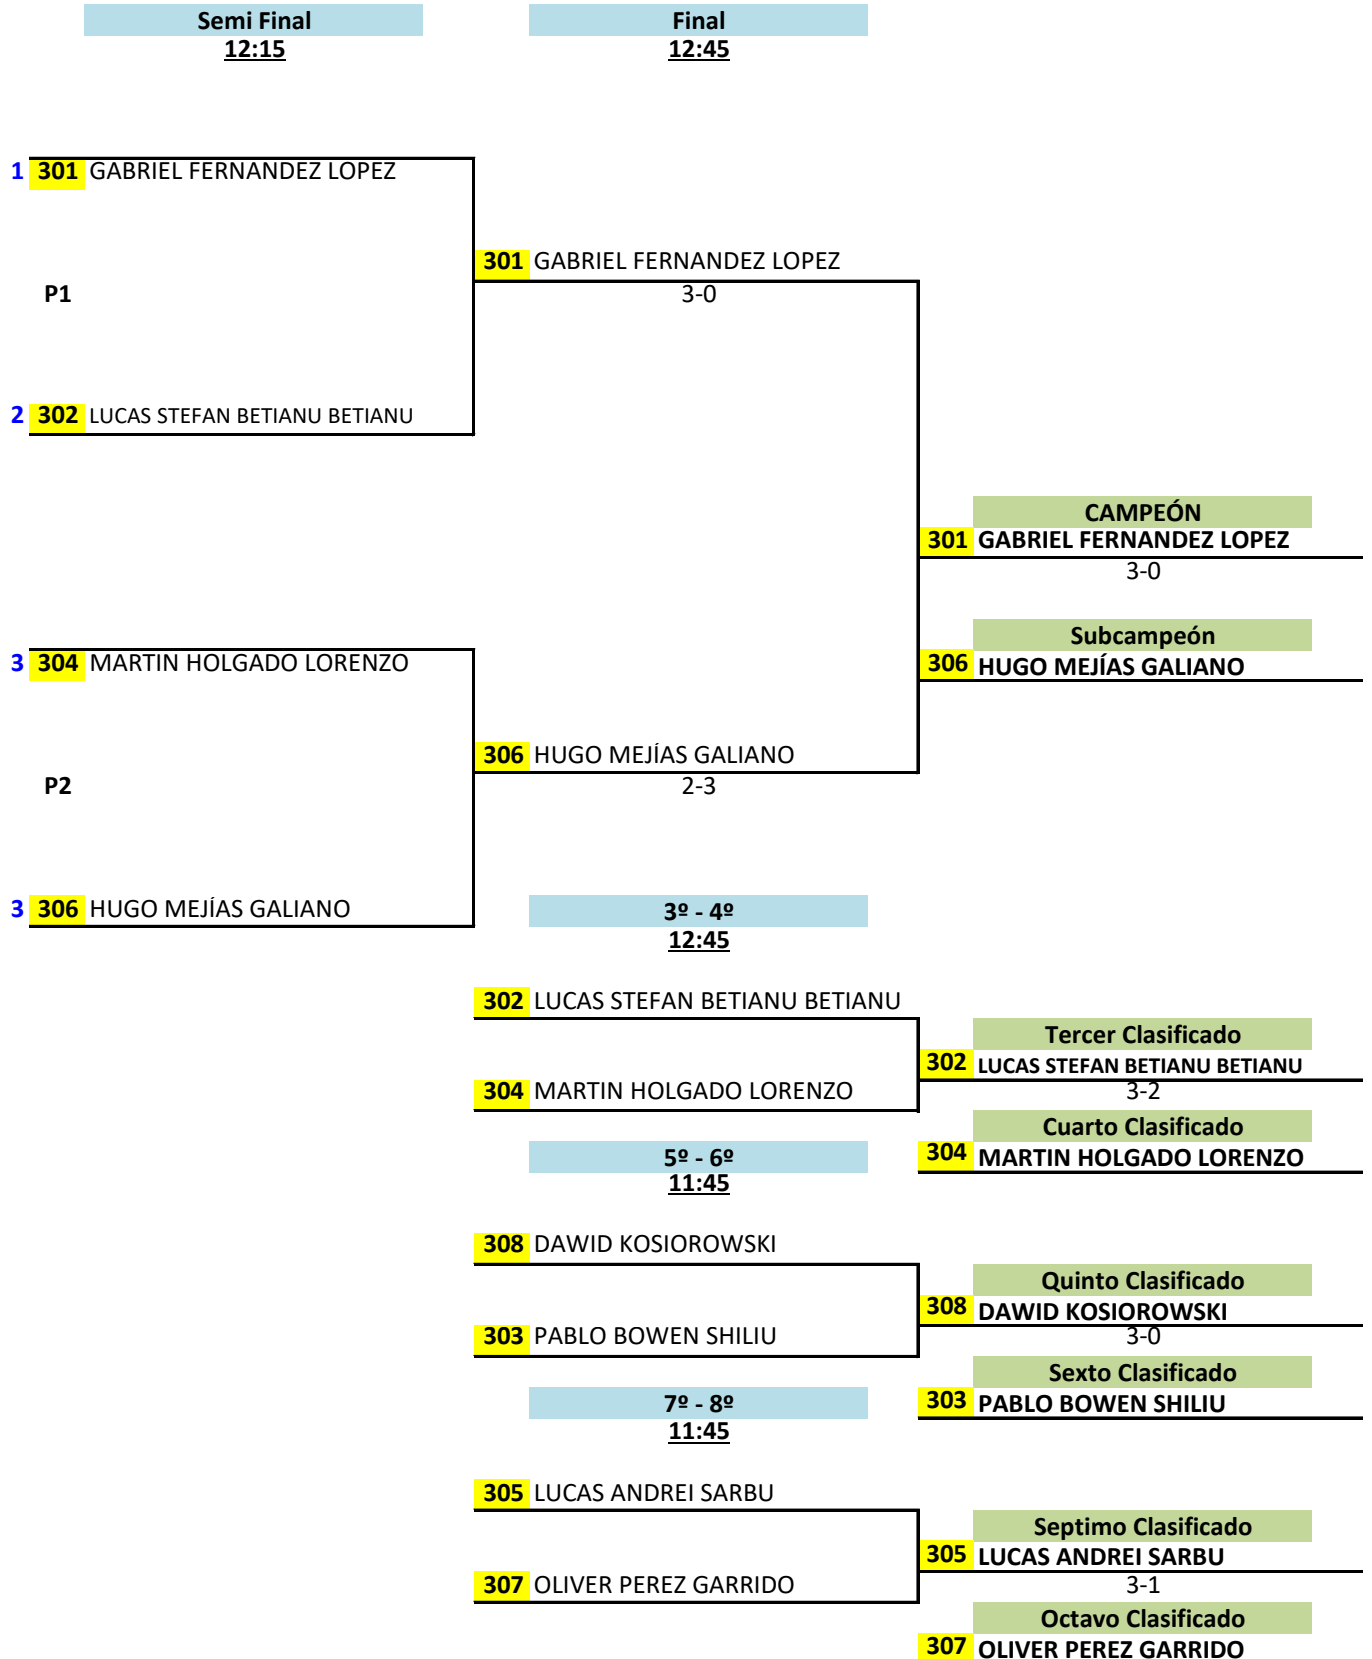 Semi Final Final
12:15 12:45
1 301 GABRIEL FERNANDEZ LOPEZ
301 GABRIEL FERNANDEZ LOPEZ
P1 3-0
2 302 LUCAS STEFAN BETIANU BETIANU
CAMPEÓN
301 GABRIEL FERNANDEZ LOPEZ
3-0
Subcampeón
3 304 MARTIN HOLGADO LORENZO 306 HUGO MEJÍAS GALIANO
306 HUGO MEJÍAS GALIANO
P2 2-3
3 306 HUGO MEJÍAS GALIANO 3º - 4º
12:45
302 LUCAS STEFAN BETIANU BETIANU
Tercer Clasificado
302 LUCAS STEFAN BETIANU BETIANU
304 MARTIN HOLGADO LORENZO 3-2
Cuarto Clasificado
5º - 6º 304 MARTIN HOLGADO LORENZO
11:45
308 DAWID KOSIOROWSKI
Quinto Clasificado
308 DAWID KOSIOROWSKI
303 PABLO BOWEN SHILIU 3-0
Sexto Clasificado
7º - 8º 303 PABLO BOWEN SHILIU
11:45
305 LUCAS ANDREI SARBU
Septimo Clasificado
305 LUCAS ANDREI SARBU
307 OLIVER PEREZ GARRIDO 3-1
Octavo Clasificado
307 OLIVER PEREZ GARRIDO